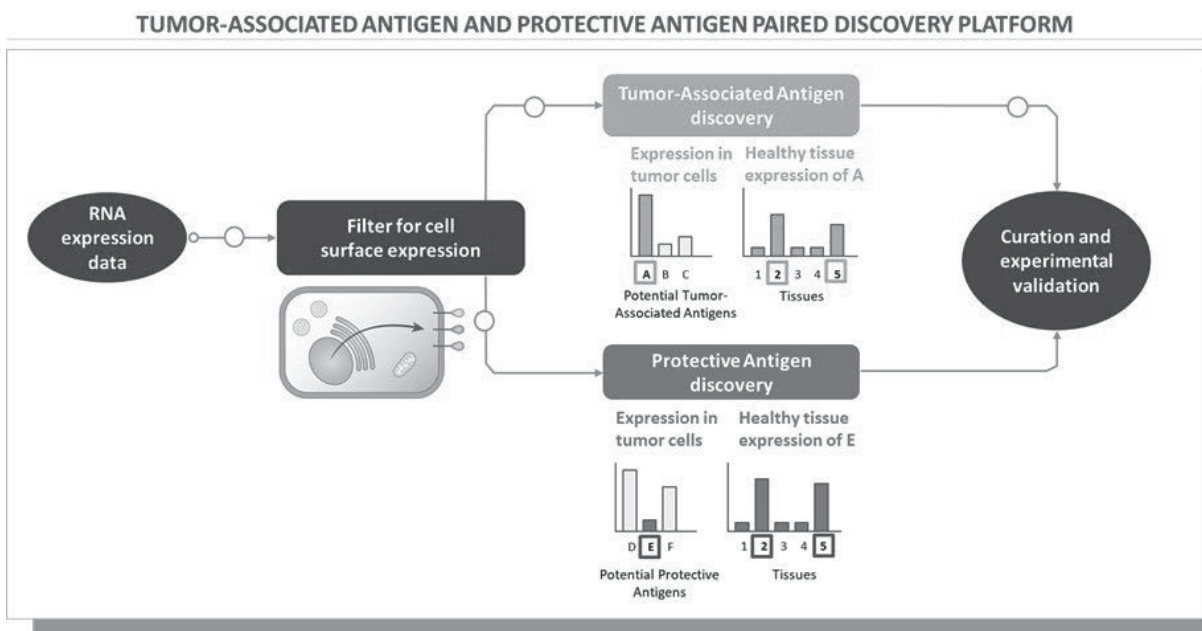 TUMOR-ASSOCIATED ANTIGEN AND PROTECTIVE ANTIGEN PAIRED DISCOVERY PLATFORM
RNA
expression
data
Filter for cell
surface expression
Tumor-Associated Antigen
discovery
Expression in
tumor cells
A B C
Potential Tumor-
Associated Antigens
Healthy tissue
expression of A
1 2 3 4 5
Tissues
Protective Antigen
discovery
Expression in
tumor cells
D E F
Potential Protective
Antigens
Healthy tissue
expression of E
1 2 3 4 5
Tissues
Curation and
experimental
validation